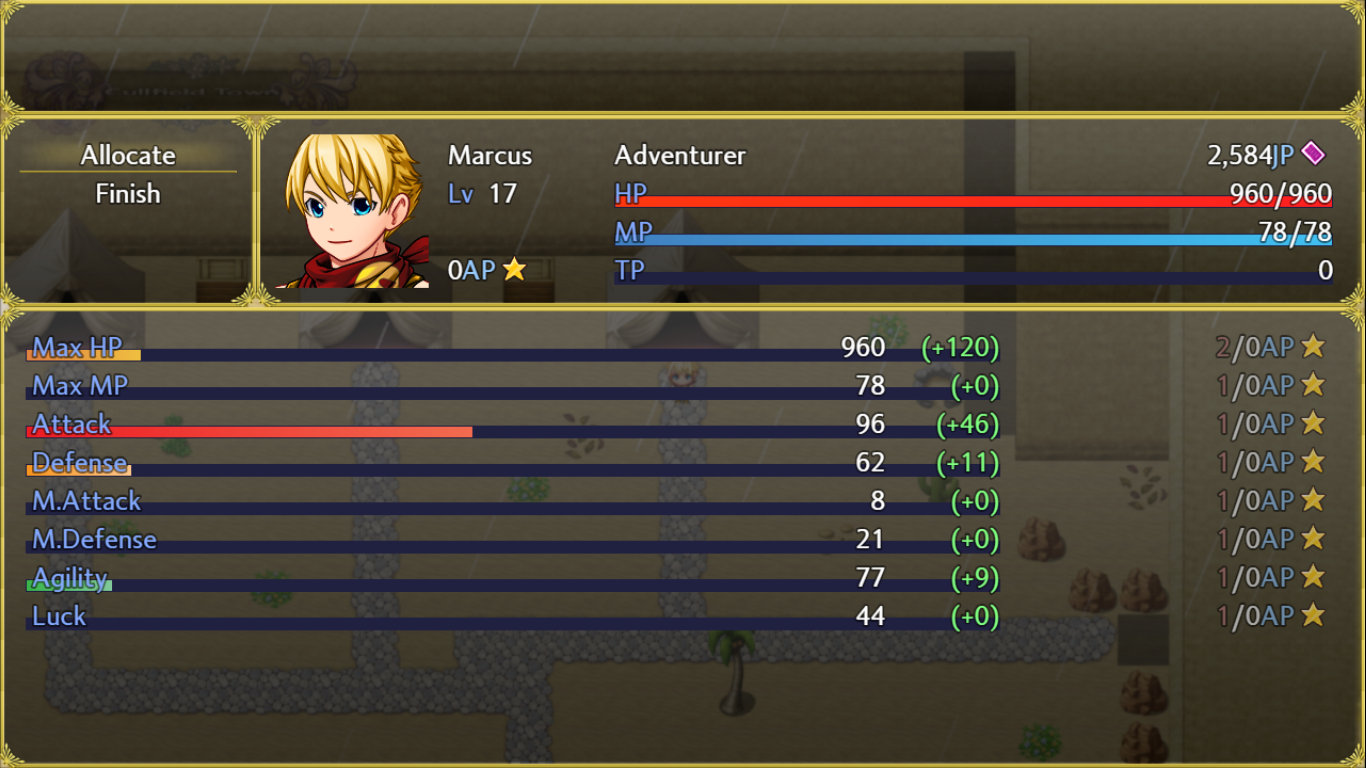 Cullfield Town
Allocate
Finish
Marcus
Lv 17
0AP
Adventurer
2,584JP
HP 960/960
MP 78/78
TP 0
Max HP 960 (+120) 2/0AP
Max MP 78 (+0) 1/0AP
Attack 96 (+46) 1/0AP
Defense 62 (+11) 1/0AP
M.Attack 8 (+0) 1/0AP
M.Defense 21 (+0) 1/0AP
Agility 77 (+9) 1/0AP
Luck 44 (+0) 1/0AP